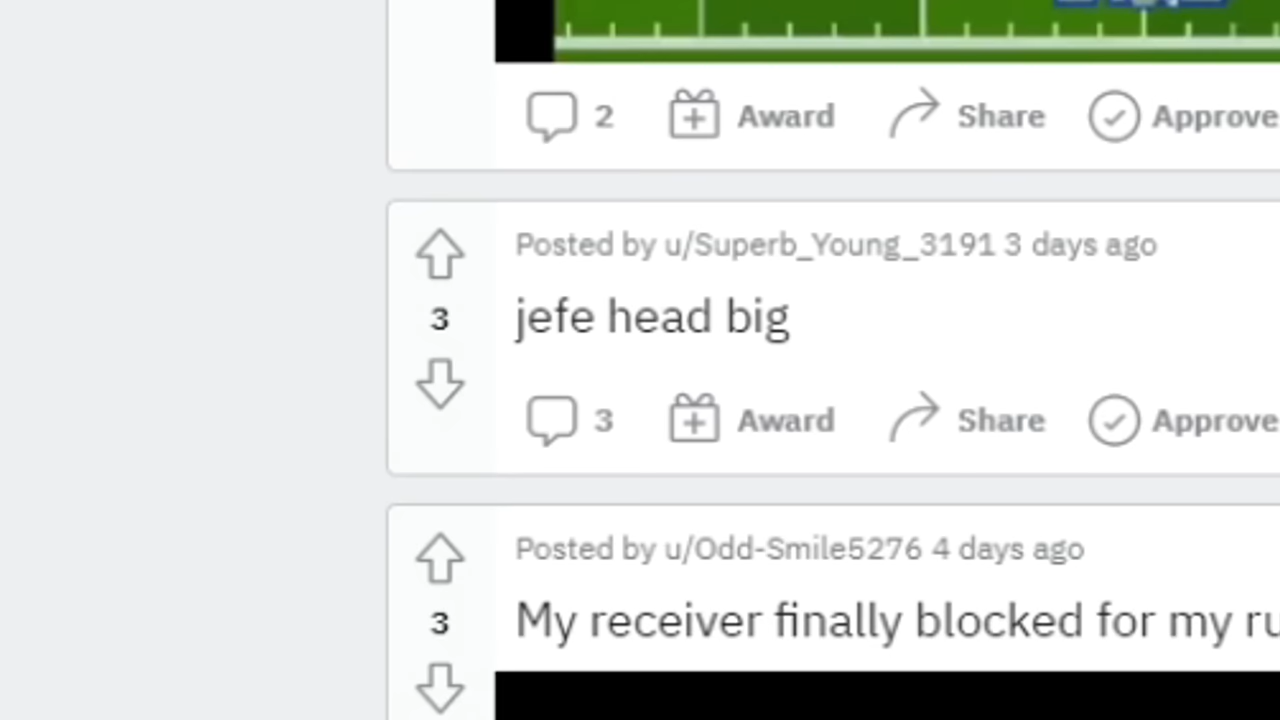 2 Award Share Approve
Posted by u/Superb_Young_3191 3 days ago
3
jefe head big
3 Award Share Approve
Posted by u/Odd-Smile5276 4 days ago
3
My receiver finally blocked for my ru